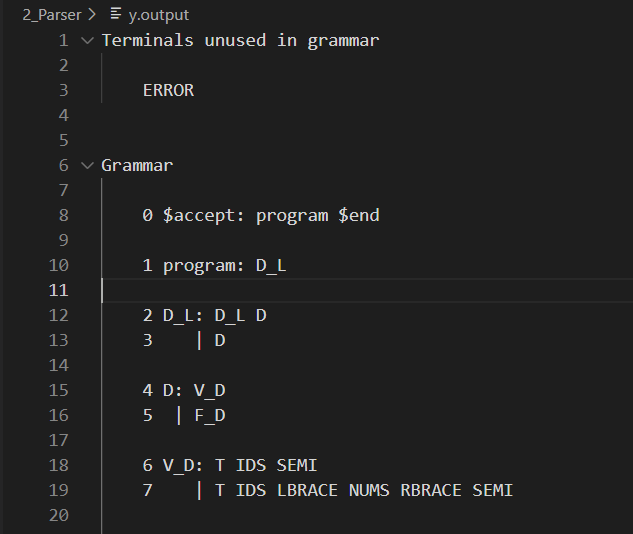 2_Parser > y.output
1 Terminals unused in grammar
2
3 ERROR
4
5
6 Grammar
7
8 0 $accept: program $end
9
10 1 program: D_L
11
12 2 D_L: D_L D
13 3 | D
14
15 4 D: V_D
16 5 | F_D
17
18 6 V_D: T IDS SEMI
19 7 | T IDS LBRACE NUMS RBRACE SEMI
20